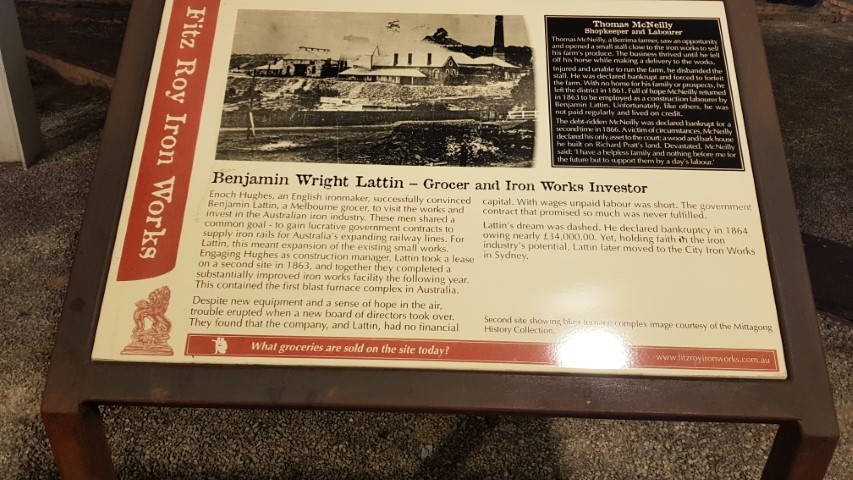 Fitz Roy Iron Works
Thomas McNeilly
Shopkeeper and Labourer
Thomas McNeilly, a Berrima farmer, saw an opportunity
and opened a small stall close to the iron works to sell
his farm's produce. The business thrived until he fell
off his horse while making a delivery to the works.
Injured and unable to run the farm, he disbanded the
stall. He was declared bankrupt and forced to forfeit
the farm. With no home for his family or prospects, he
left the district in 1861. Full of hope McNeilly returned
in 1863 to be employed as a construction labourer by
Benjamin Lattin. Unfortunately, like others, he was
not paid regularly and lived on credit.
The debt-ridden McNeilly was declared bankrupt for a
second time in 1866. A victim of circumstances, McNeilly
declared his only asset to the court; a wood and bark house
he built on Richard Pratt's land. Devastated, McNeilly
said: 'I have a helpless family and nothing before me for
the future but to support them by a day's labour.'
Benjamin Wright Lattin – Grocer and Iron Works Investor
Enoch Hughes, an English ironmaker, successfully convinced
Benjamin Lattin, a Melbourne grocer, to visit the works and
invest in the Australian iron industry. These men shared a
common goal - to gain lucrative government contracts to
supply iron rails for Australia's expanding railway lines. For
Lattin, this meant expansion of the existing small works.
Engaging Hughes as construction manager, Lattin took a lease
on a second site in 1863, and together they completed a
substantially improved iron works facility the following year.
This contained the first blast furnace complex in Australia.
Despite new equipment and a sense of hope in the air,
trouble erupted when a new board of directors took over.
They found that the company, and Lattin, had no financial
capital. With wages unpaid labour was short. The government
contract that promised so much was never fulfilled.
Lattin's dream was dashed. He declared bankruptcy in 1864
owing nearly £34,000.00. Yet, holding faith in the iron
industry's potential, Lattin later moved to the City Iron Works
in Sydney.
Second site showing blast furnace complex image courtesy of the Mittagong
History Collection.
What groceries are sold on the site today?
www.fitzroyironworks.com.au